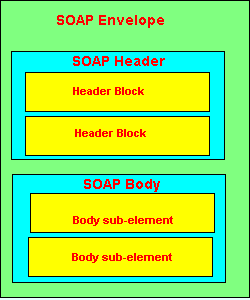 SOAP Envelope
SOAP Header
Header Block
Header Block
SOAP Body
Body sub-element
Body sub-element